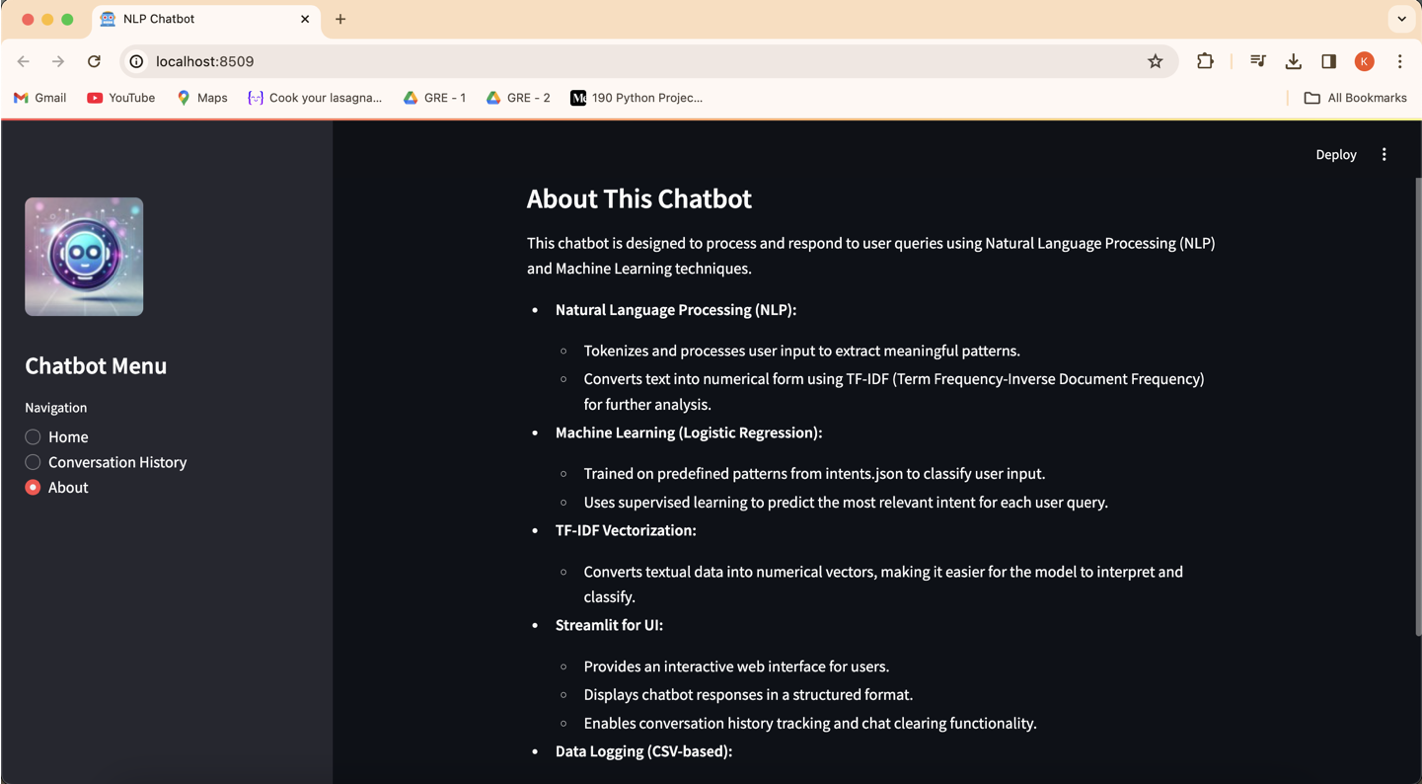 NLP Chatbot
localhost:8509
K
Gmail
YouTube
Maps
Cook your lasagna...
GRE - 1
GRE - 2
190 Python Projec...
All Bookmarks
Deploy
Chatbot Menu
Navigation
Home
Conversation History
About
About This Chatbot
This chatbot is designed to process and respond to user queries using Natural Language Processing (NLP)
and Machine Learning techniques.
• Natural Language Processing (NLP):
○ Tokenizes and processes user input to extract meaningful patterns.
○ Converts text into numerical form using TF-IDF (Term Frequency-Inverse Document Frequency)
for further analysis.
• Machine Learning (Logistic Regression):
○ Trained on predefined patterns from intents.json to classify user input.
○ Uses supervised learning to predict the most relevant intent for each user query.
• TF-IDF Vectorization:
○ Converts textual data into numerical vectors, making it easier for the model to interpret and
classify.
• Streamlit for UI:
○ Provides an interactive web interface for users.
○ Displays chatbot responses in a structured format.
○ Enables conversation history tracking and chat clearing functionality.
• Data Logging (CSV-based):